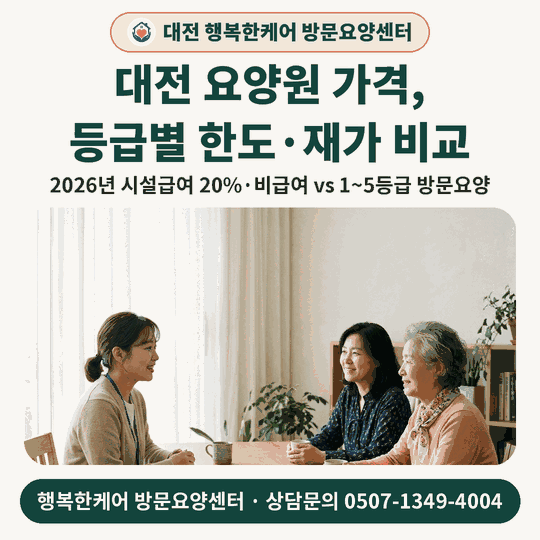 대전 행복한케어 방문요양센터
대전 요양원 가격,
등급별 한도·재가 비교
2026년 시설급여 20%·비급여 vs 1~5등급 방문요양
행복한케어 방문요양센터 · 상담문의 0507-1349-4004